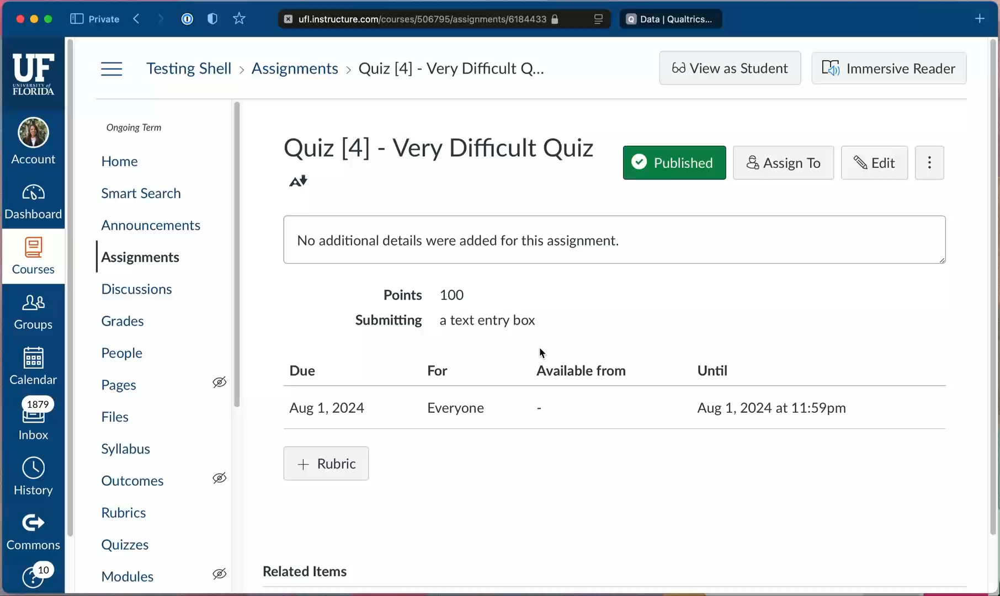 Private
ufl.instructure.com/courses/506795/assignments/6184433
Q Data | Qualtrics...
UF
UNIVERSITY of
FLORIDA
Account
Dashboard
Courses
Groups
Calendar
1879
Inbox
History
Commons
10
?
Testing Shell › Assignments › Quiz [4] - Very Difficult Q...
View as Student
Immersive Reader
Ongoing Term
Home
Smart Search
Announcements
Assignments
Discussions
Grades
People
Pages
Files
Syllabus
Outcomes
Rubrics
Quizzes
Modules
Quiz [4] - Very Difficult Quiz
Published
Assign To
Edit
No additional details were added for this assignment.
Points 100
Submitting a text entry box
Due For Available from Until
Aug 1, 2024 Everyone - Aug 1, 2024 at 11:59pm
+ Rubric
Related Items